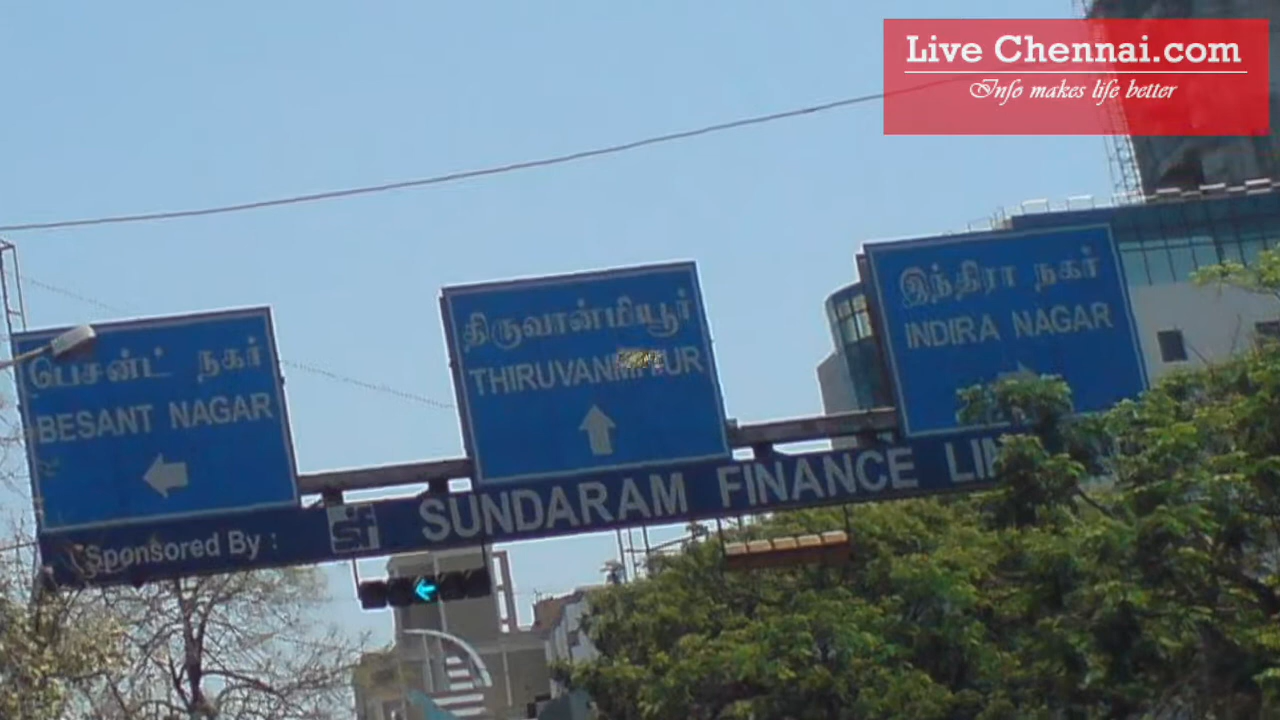 Live Chennai.com
Info makes life better
பெசன்ட் நகர்
BESANT NAGAR
திருவான்மியூர்
இந்திரா நகர்
INDIRA NAGAR
Sponsored By :
SUNDARAM FINANCE